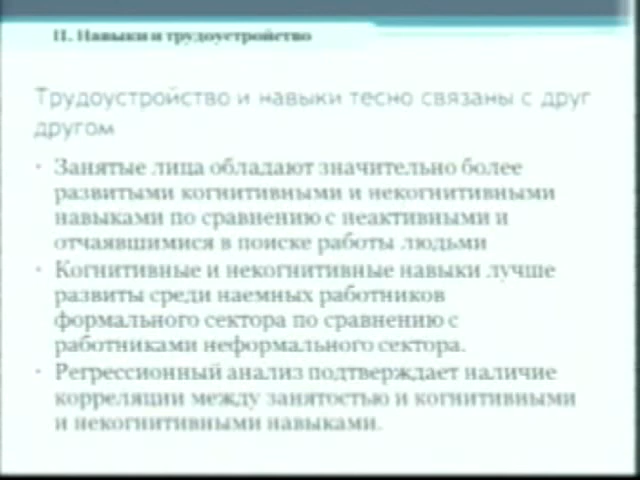 II. Навыки и трудоустройство
Трудоустройство и навыки тесно связаны с друг
другом
• Занятые лица обладают значительно более
развитыми когнитивными и некогнитивными
навыками по сравнению с неактивными и
отчаявшимися в поиске работы людьми
• Когнитивные и некогнитивные навыки лучше
развиты среди наемных работников
формального сектора по сравнению с
работниками неформального сектора.
• Регрессионный анализ подтверждает наличие
корреляции между занятостью и когнитивными
и некогнитивными навыками.